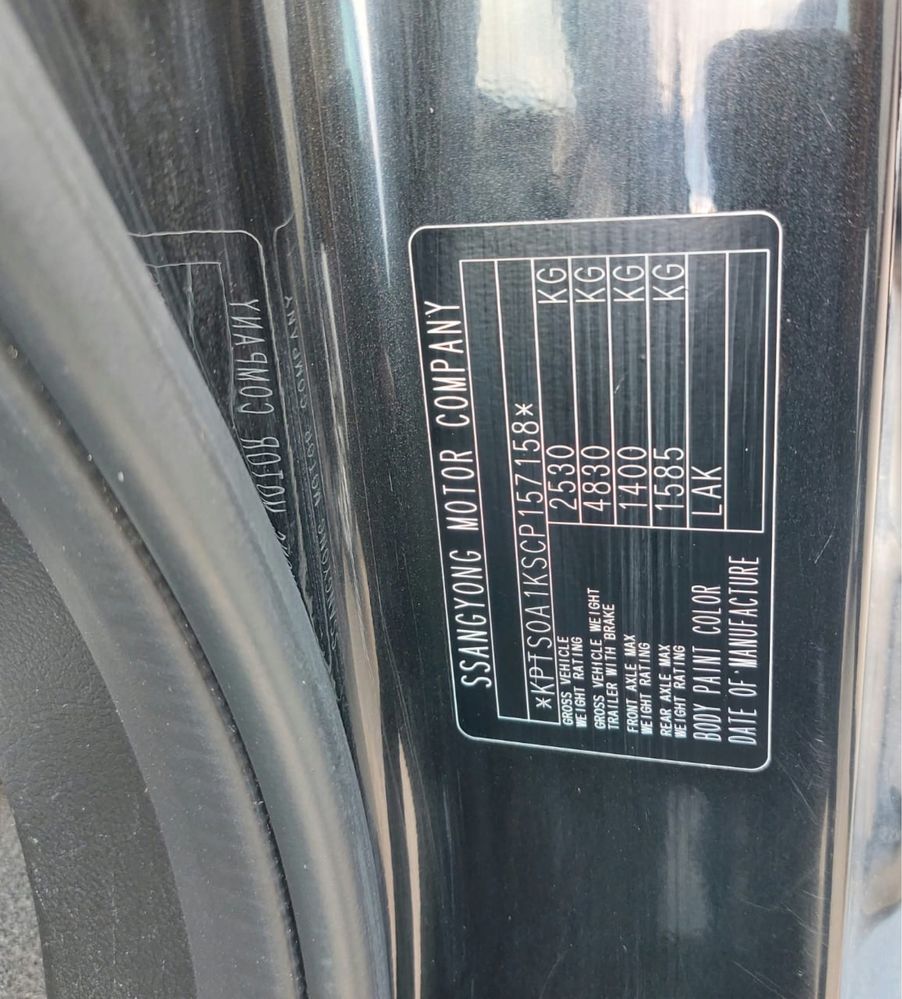 SSANGYONG MOTOR COMPANY
*KPTSOA1KSCP157158*
GROSS VEHICLE WEIGHT RATING 2530 KG
GROSS VEHICLE WEIGHT TRAILER WITH BRAKE 4830 KG
FRONT AXLE MAX WEIGHT RATING 1400 KG
REAR AXLE MAX WEIGHT RATING 1585 KG
BODY PAINT COLOR LAK
DATE OF MANUFACTURE